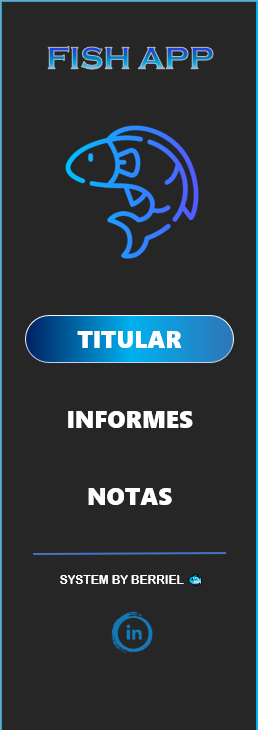 FISH APP
TITULAR
INFORMES
NOTAS
SYSTEM BY BERRIEL 🐟
in